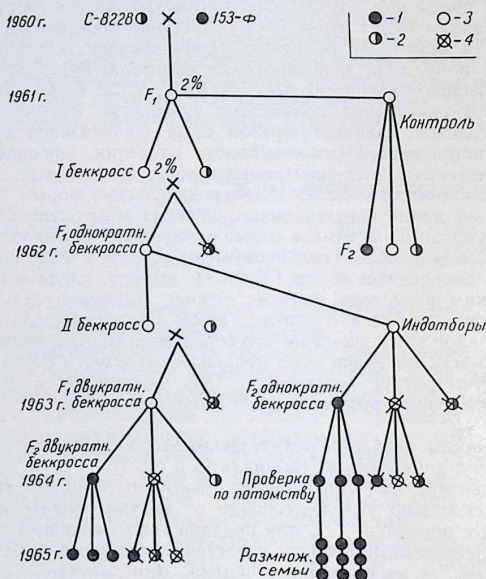 1960 г. С-8228 × 153-Ф
-1 -3
-2 -4
2%
1961 г. F₁
Контроль
I беккросс 2%
F₁ однократн.
1962 г. беккросса
F₂
II беккросс
Индотборы
F₁ двукратн.
1963 г. беккросса
F₂ однократн.
беккросса
F₂ двукратн.
беккросса
1964 г.
Проверка
по потомству
1965 г.
Размнож.
семьи